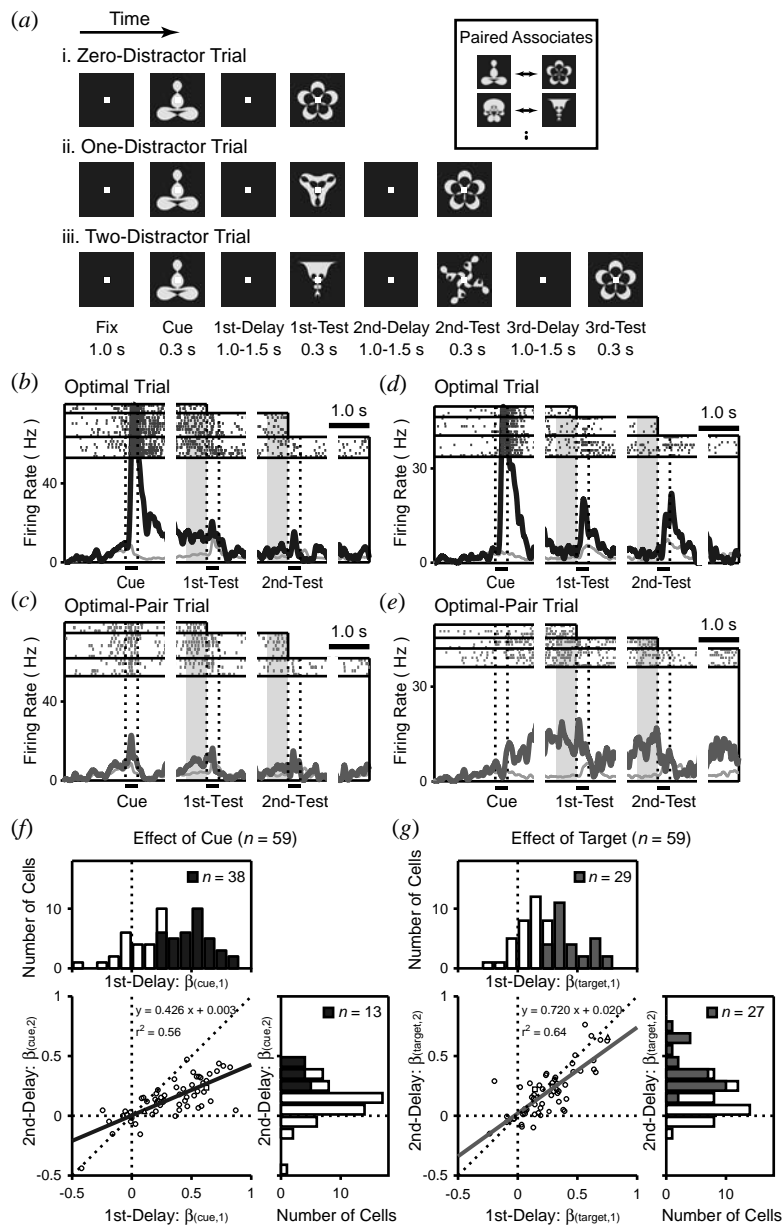 (a)
Time
i. Zero-Distractor Trial
Paired Associates
ii. One-Distractor Trial
iii. Two-Distractor Trial
Fix Cue 1st-Delay 1st-Test 2nd-Delay 2nd-Test 3rd-Delay 3rd-Test
1.0 s 0.3 s 1.0-1.5 s 0.3 s 1.0-1.5 s 0.3 s 1.0-1.5 s 0.3 s
(b) Optimal Trial
1.0 s
Firing Rate ( Hz )
40
0
Cue 1st-Test 2nd-Test
(d) Optimal Trial
1.0 s
Firing Rate ( Hz )
30
0
Cue 1st-Test 2nd-Test
(c) Optimal-Pair Trial
1.0 s
Firing Rate ( Hz )
40
0
Cue 1st-Test 2nd-Test
(e) Optimal-Pair Trial
1.0 s
Firing Rate ( Hz )
30
0
Cue 1st-Test 2nd-Test
(f) Effect of Cue (n = 59)
Number of Cells
10
0
n = 38
1st-Delay: β(cue,1)
2nd-Delay: β(cue,2)
1
0.5
0
-0.5
y = 0.426 x + 0.003
r² = 0.56
-0.5 0 0.5 1
1st-Delay: β(cue,1)
2nd-Delay: β(cue,2)
n = 13
0 10
Number of Cells
(g) Effect of Target (n = 59)
Number of Cells
10
0
n = 29
1st-Delay: β(target,1)
2nd-Delay: β(target,2)
1
0.5
0
-0.5
y = 0.720 x + 0.020
r² = 0.64
-0.5 0 0.5 1
1st-Delay: β(target,1)
2nd-Delay: β(target,2)
n = 27
0 10
Number of Cells